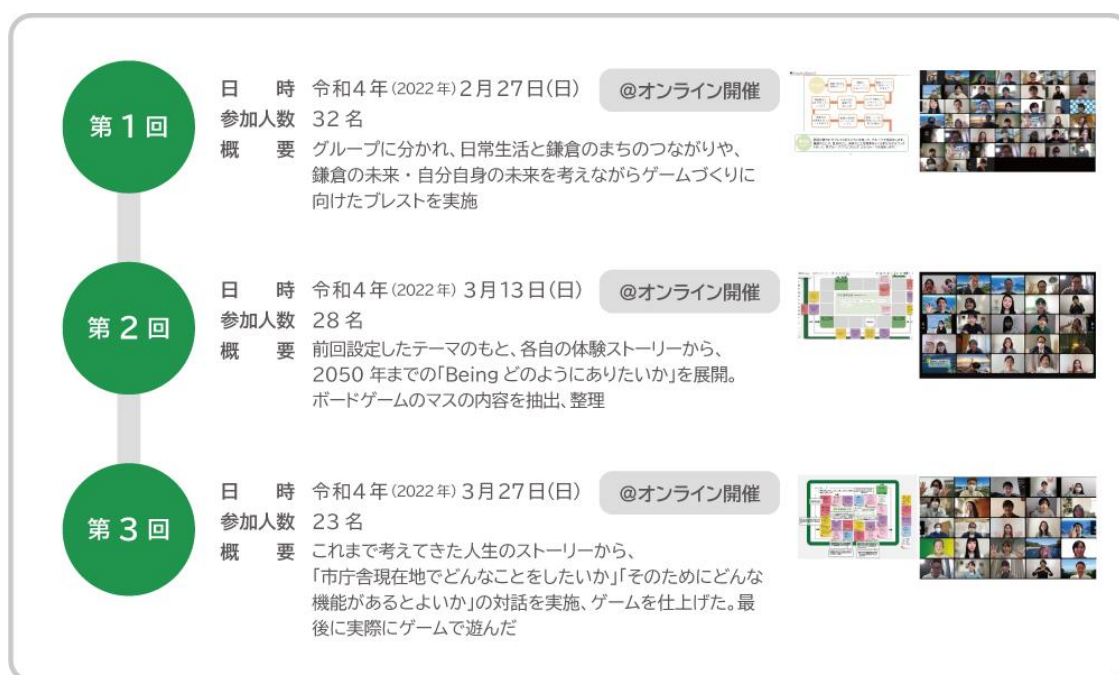 第1回
日　時 令和4年(2022年)2月27日(日) @オンライン開催
参加人数 32名
概　要 グループに分かれ、日常生活と鎌倉のまちのつながりや、
鎌倉の未来・自分自身の未来を考えながらゲームづくりに
向けたブレストを実施
第2回
日　時 令和4年(2022年)3月13日(日) @オンライン開催
参加人数 28名
概　要 前回設定したテーマのもと、各自の体験ストーリーから、
2050年までの「Being どのようにありたいか」を展開。
ボードゲームのマスの内容を抽出、整理
第3回
日　時 令和4年(2022年)3月27日(日) @オンライン開催
参加人数 23名
概　要 これまで考えてきた人生のストーリーから、
「市庁舎現在地でどんなことをしたいか」「そのためにどんな
機能があるとよいか」の対話を実施、ゲームを仕上げた。最
後に実際にゲームで遊んだ